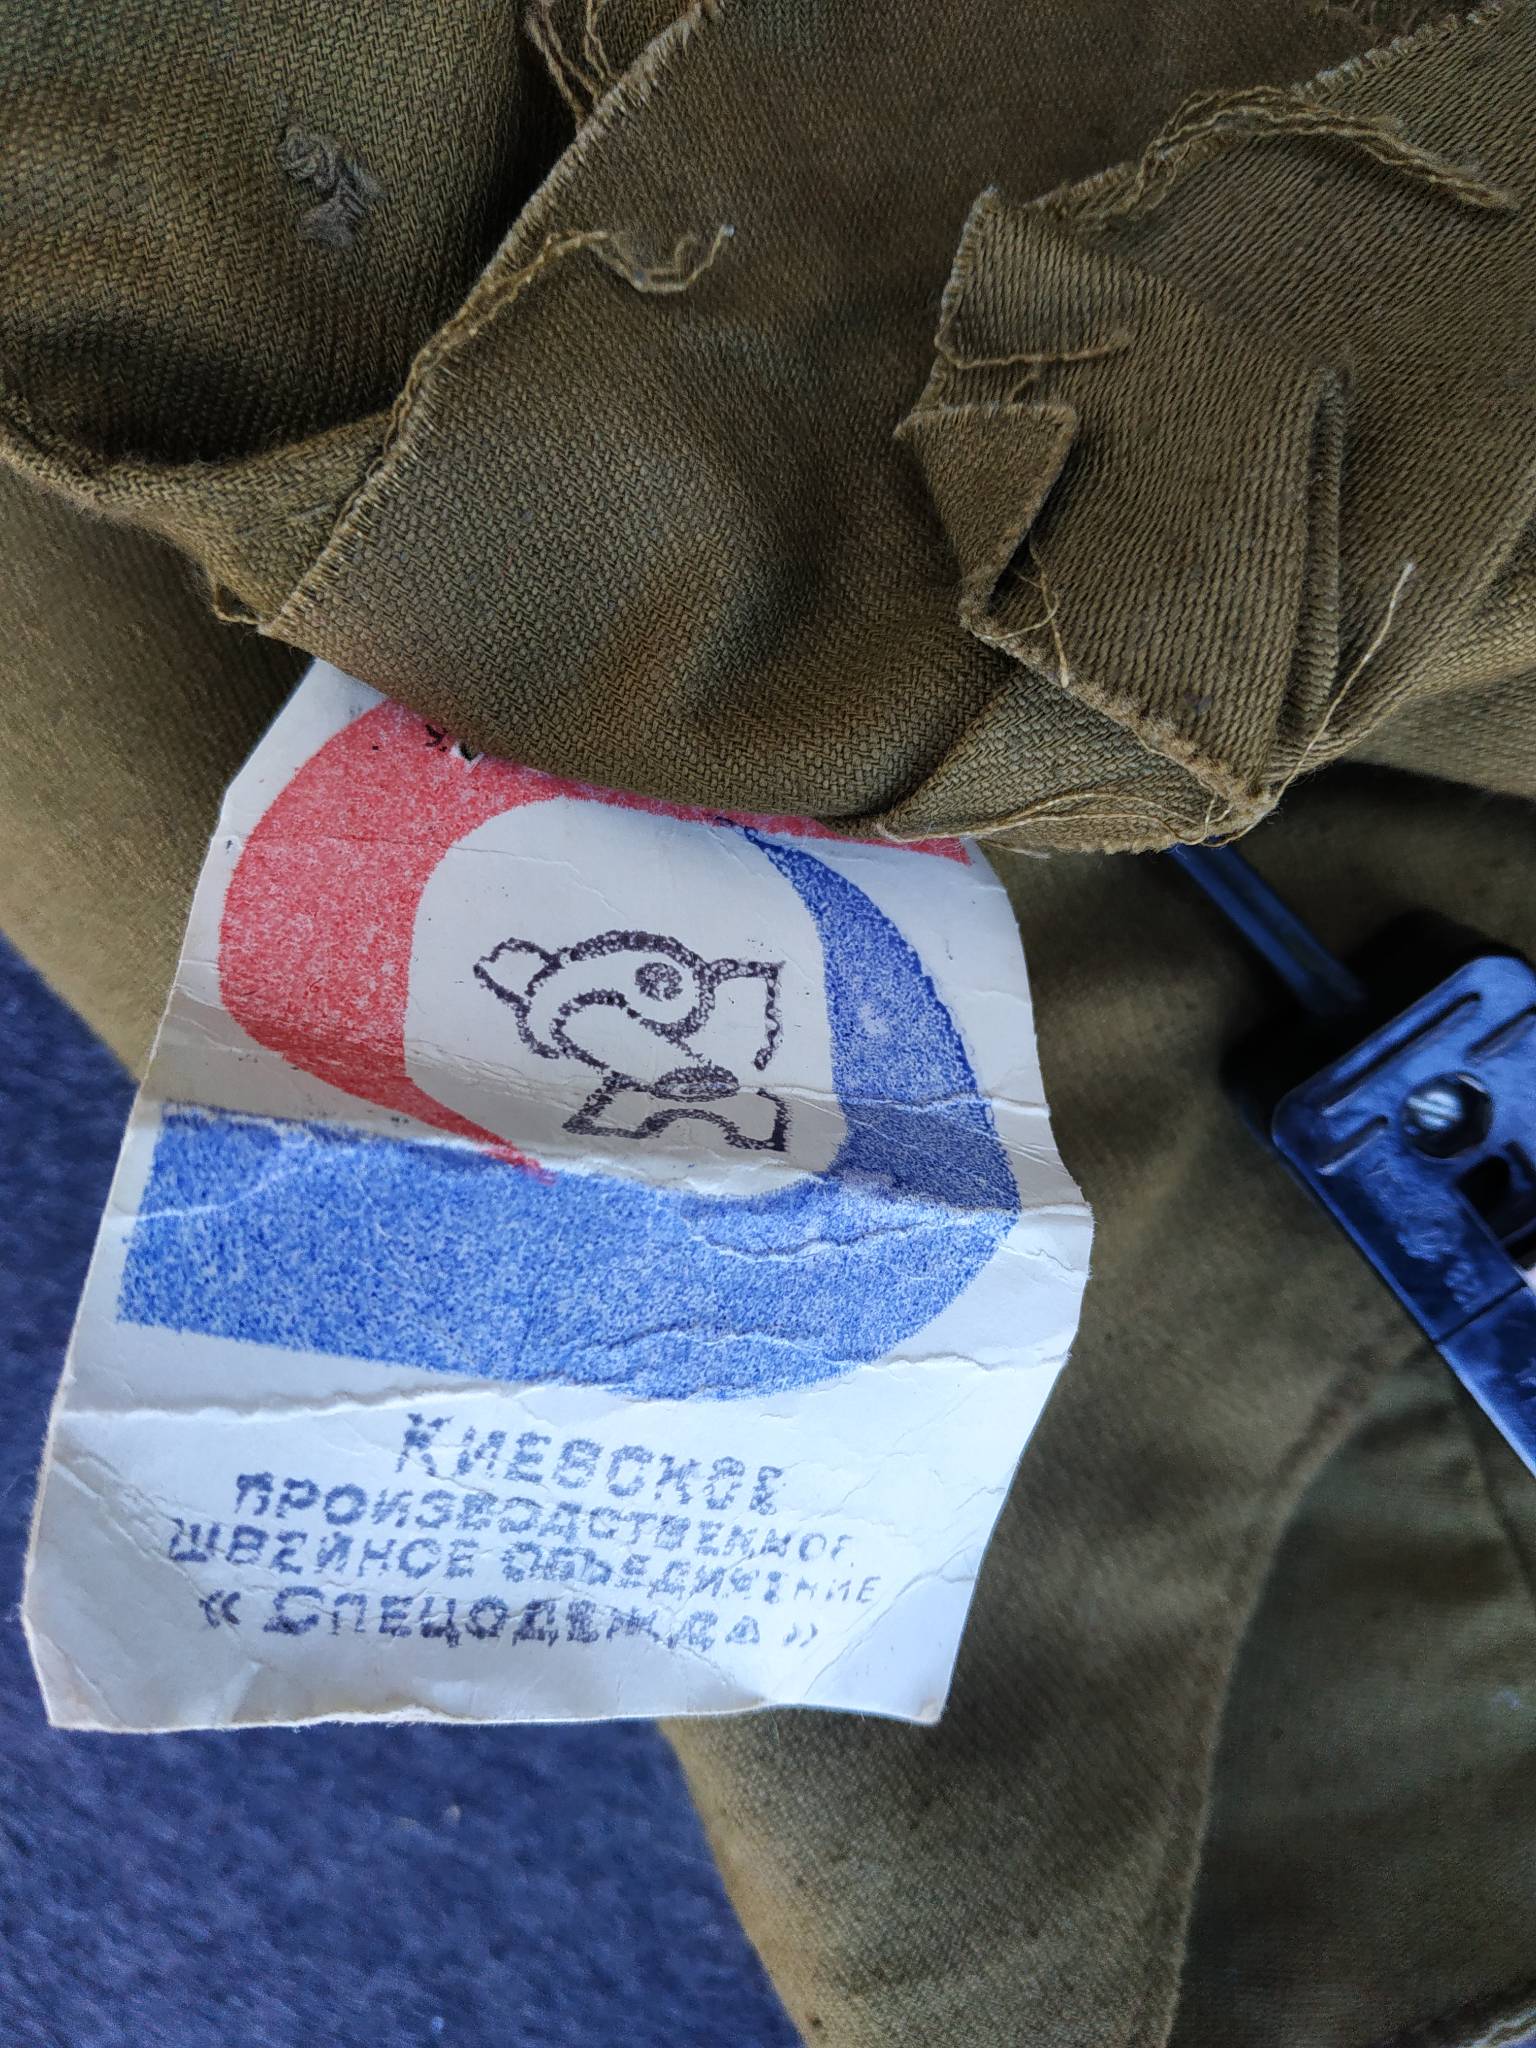 Киевское
производственное
швейное объединение
« Спецодежда »